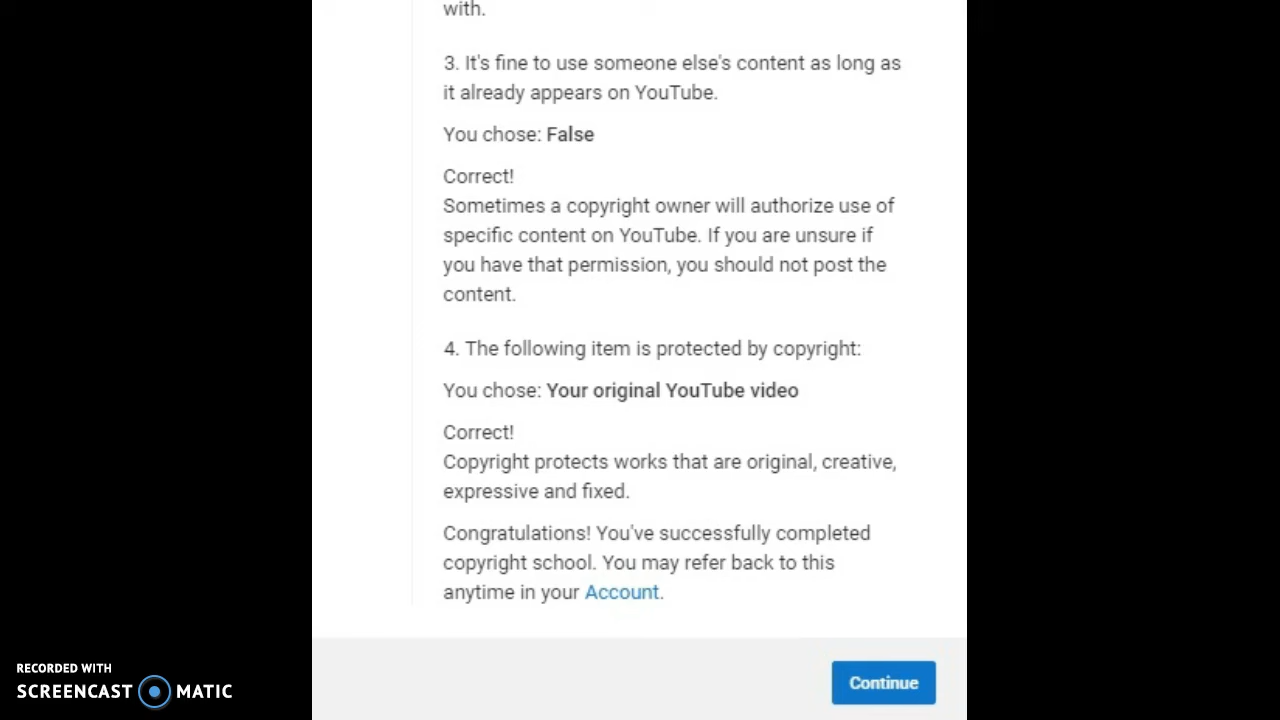 with.
3. It's fine to use someone else's content as long as
it already appears on YouTube.
You chose: False
Correct!
Sometimes a copyright owner will authorize use of
specific content on YouTube. If you are unsure if
you have that permission, you should not post the
content.
4. The following item is protected by copyright:
You chose: Your original YouTube video
Correct!
Copyright protects works that are original, creative,
expressive and fixed.
Congratulations! You've successfully completed
copyright school. You may refer back to this
anytime in your Account.
Continue
RECORDED WITH
SCREENCAST MATIC